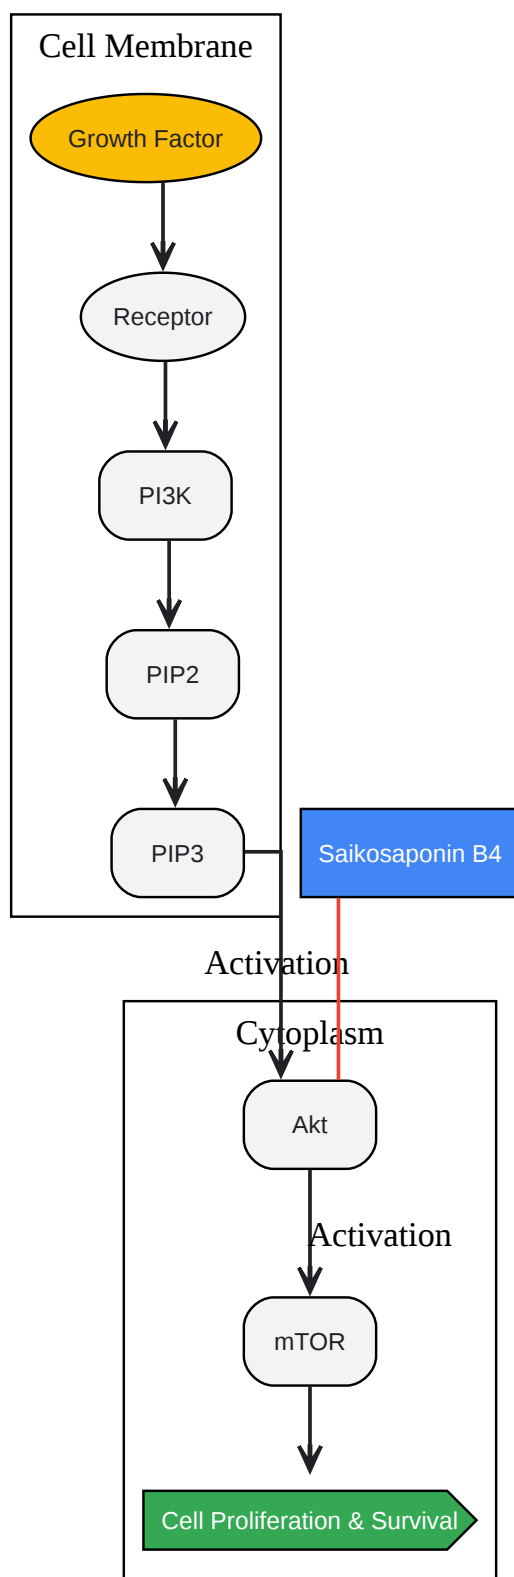 Cell Membrane
Growth Factor
Receptor
PI3K
PIP2
PIP3
Saikosaponin B4
Activation
Cytoplasm
Akt
Activation
mTOR
Cell Proliferation & Survival